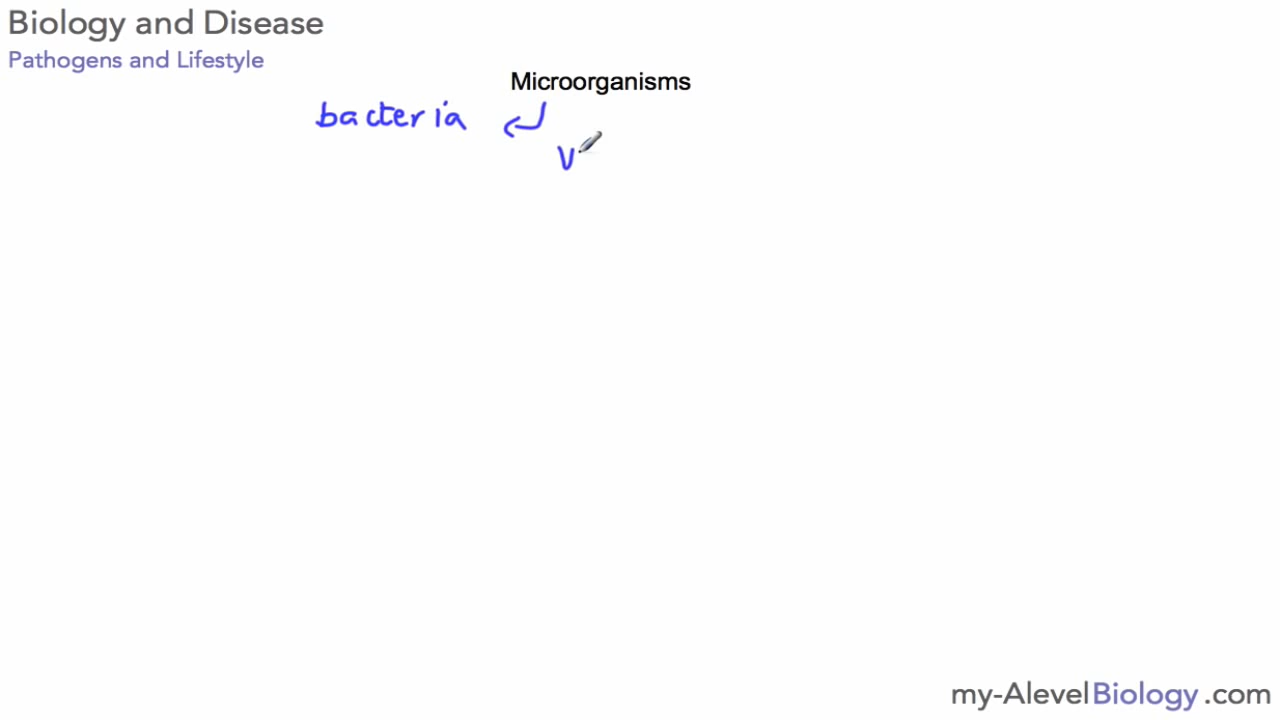 Biology and Disease
Pathogens and Lifestyle
Microorganisms
bacteria
v
my-AlevelBiology.com